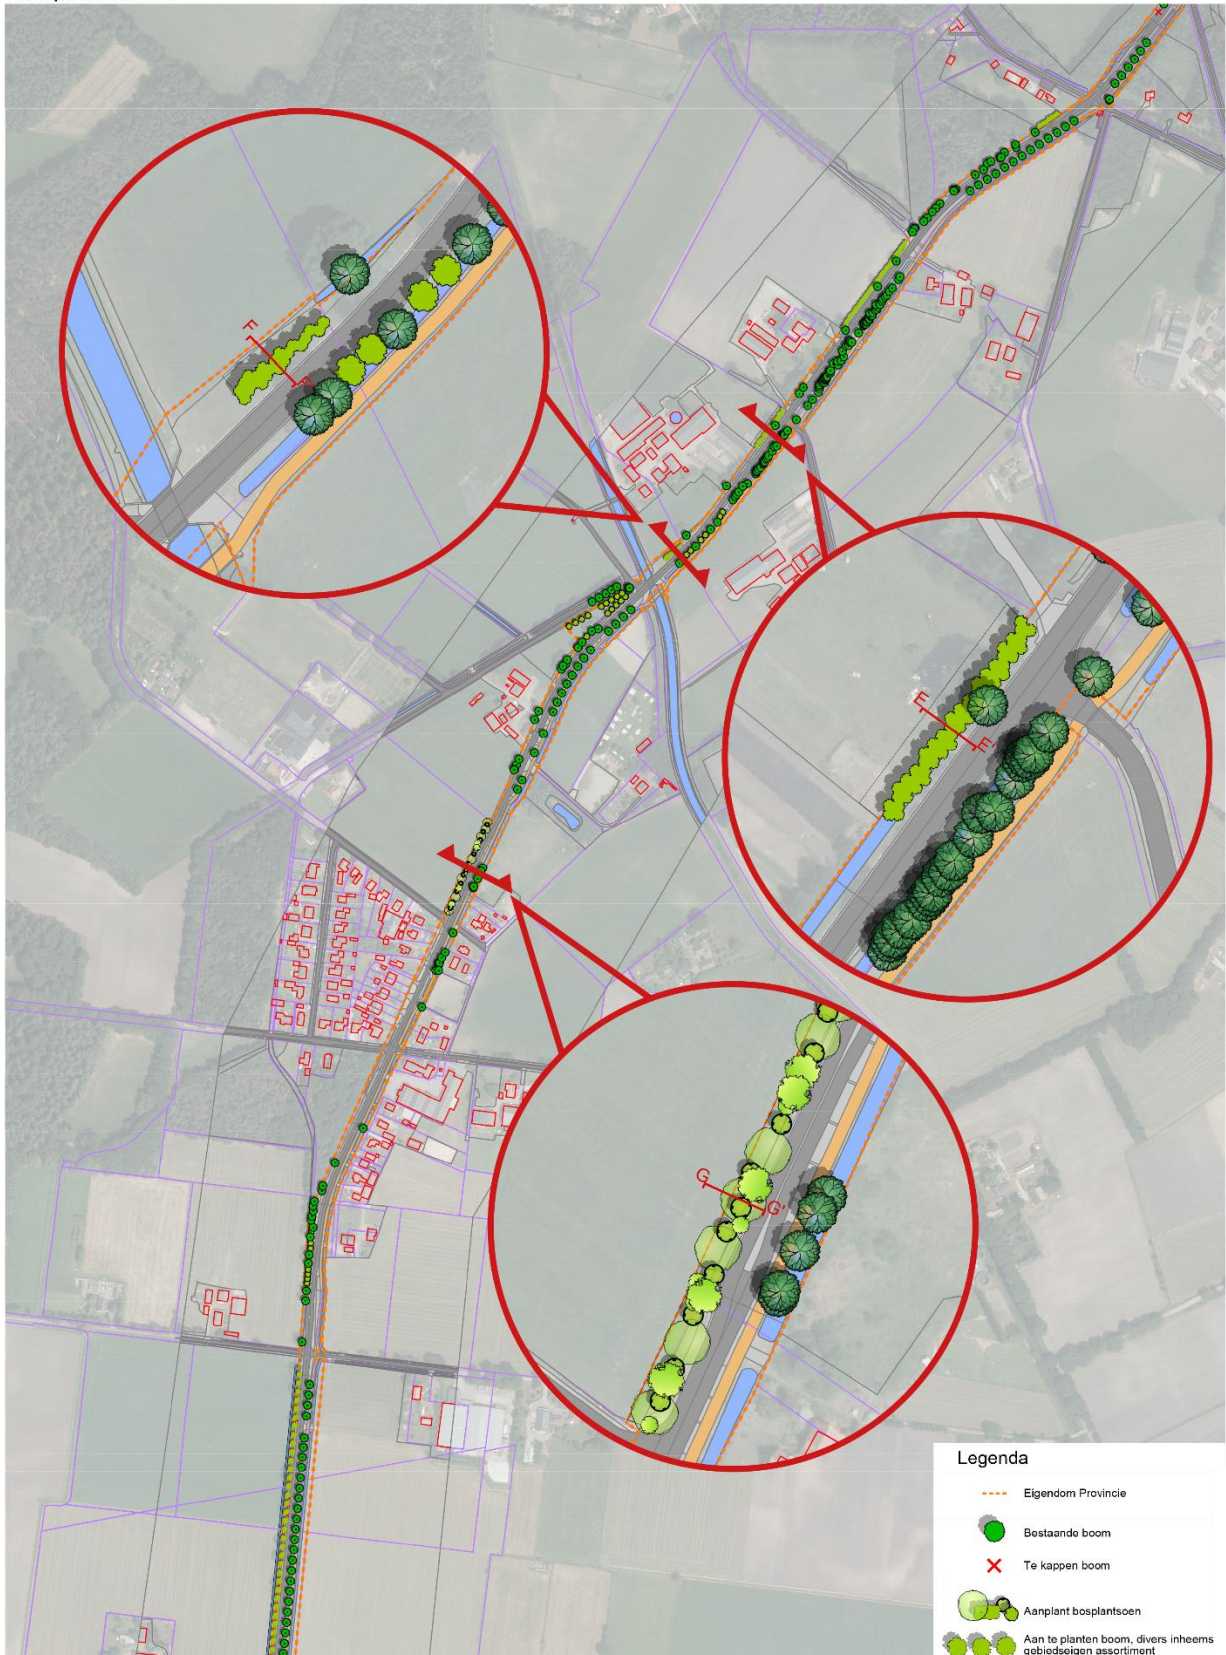 F
F'
E
E'
G
G'
Legenda
Eigendom Provincie
Bestaande boom
Te kappen boom
Aanplant bosplantsoen
Aan te planten boom, divers inheems
gebiedseigen assortiment